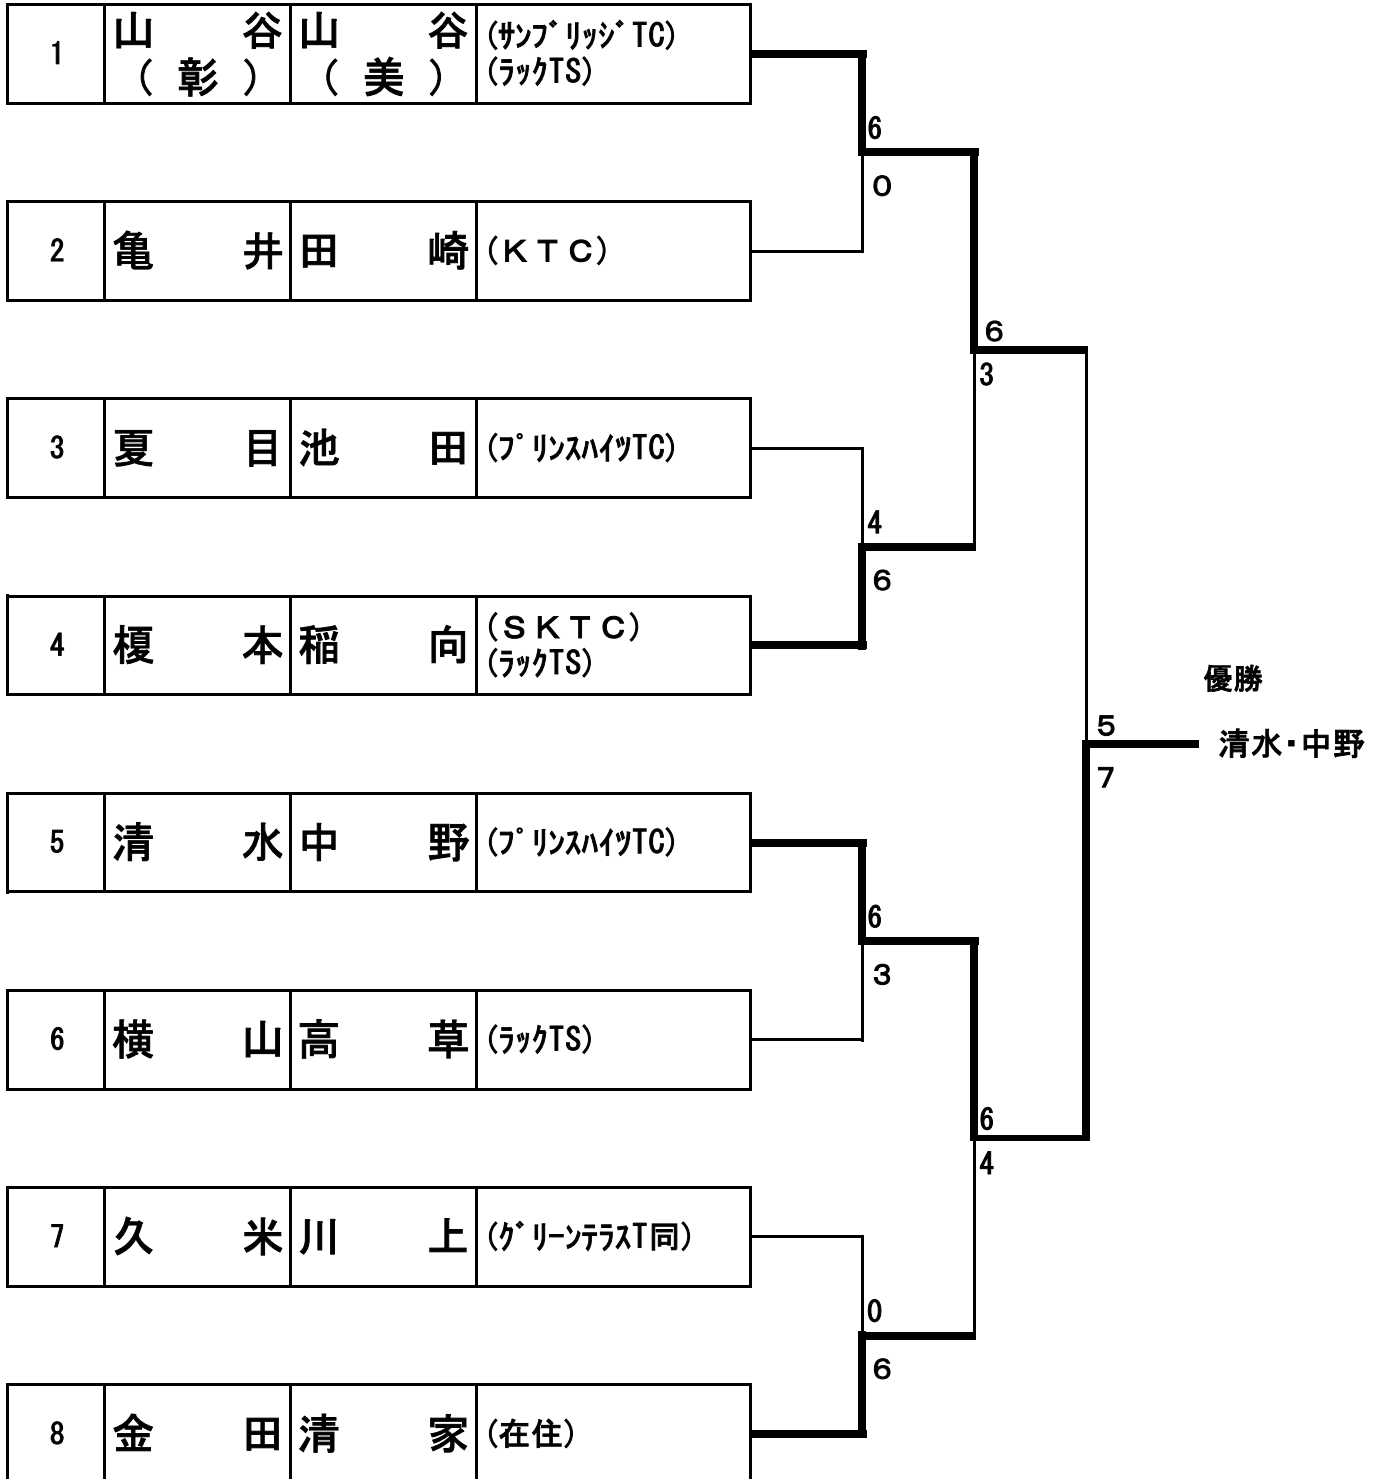 1 山谷(彰) 山谷(美) (ｻﾝﾌﾞﾘｯｼﾞTC)
(ﾗｯｸTS)
6
0
2 亀井 田崎 (ＫＴＣ)
6
3
3 夏目 池田 (ﾌﾟﾘﾝｽﾊｲﾂTC)
4
6
4 榎本 稲向 (ＳＫＴＣ)
(ﾗｯｸTS)
優勝
5
清水・中野
7
5 清水 中野 (ﾌﾟﾘﾝｽﾊｲﾂTC)
6
3
6 横山 高草 (ﾗｯｸTS)
6
4
7 久米 川上 (ｸﾞﾘｰﾝﾃﾗｽT同)
0
6
8 金田 清家 (在住)